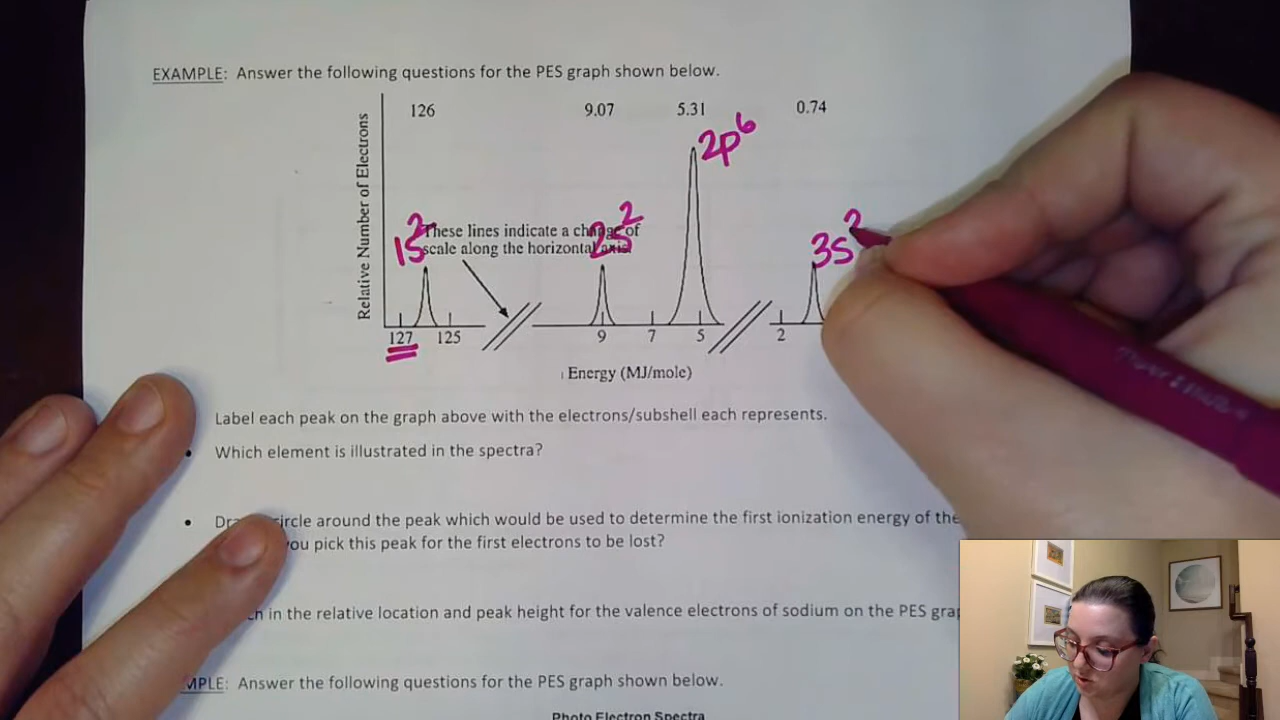 EXAMPLE: Answer the following questions for the PES graph shown below.
126 9.07 5.31 0.74
2p⁶
Relative Number of Electrons
1s² 2s² 3s²
These lines indicate a change of
scale along the horizontal axis.
127 125 9 7 5 2
Energy (MJ/mole)
Label each peak on the graph above with the electrons/subshell each represents.
• Which element is illustrated in the spectra?
• circle around the peak which would be used to determine the first ionization energy of the
you pick this peak for the first electrons to be lost?
in the relative location and peak height for the valence electrons of sodium on the PES
Answer the following questions for the PES graph shown below.
Photo Electron Spectra